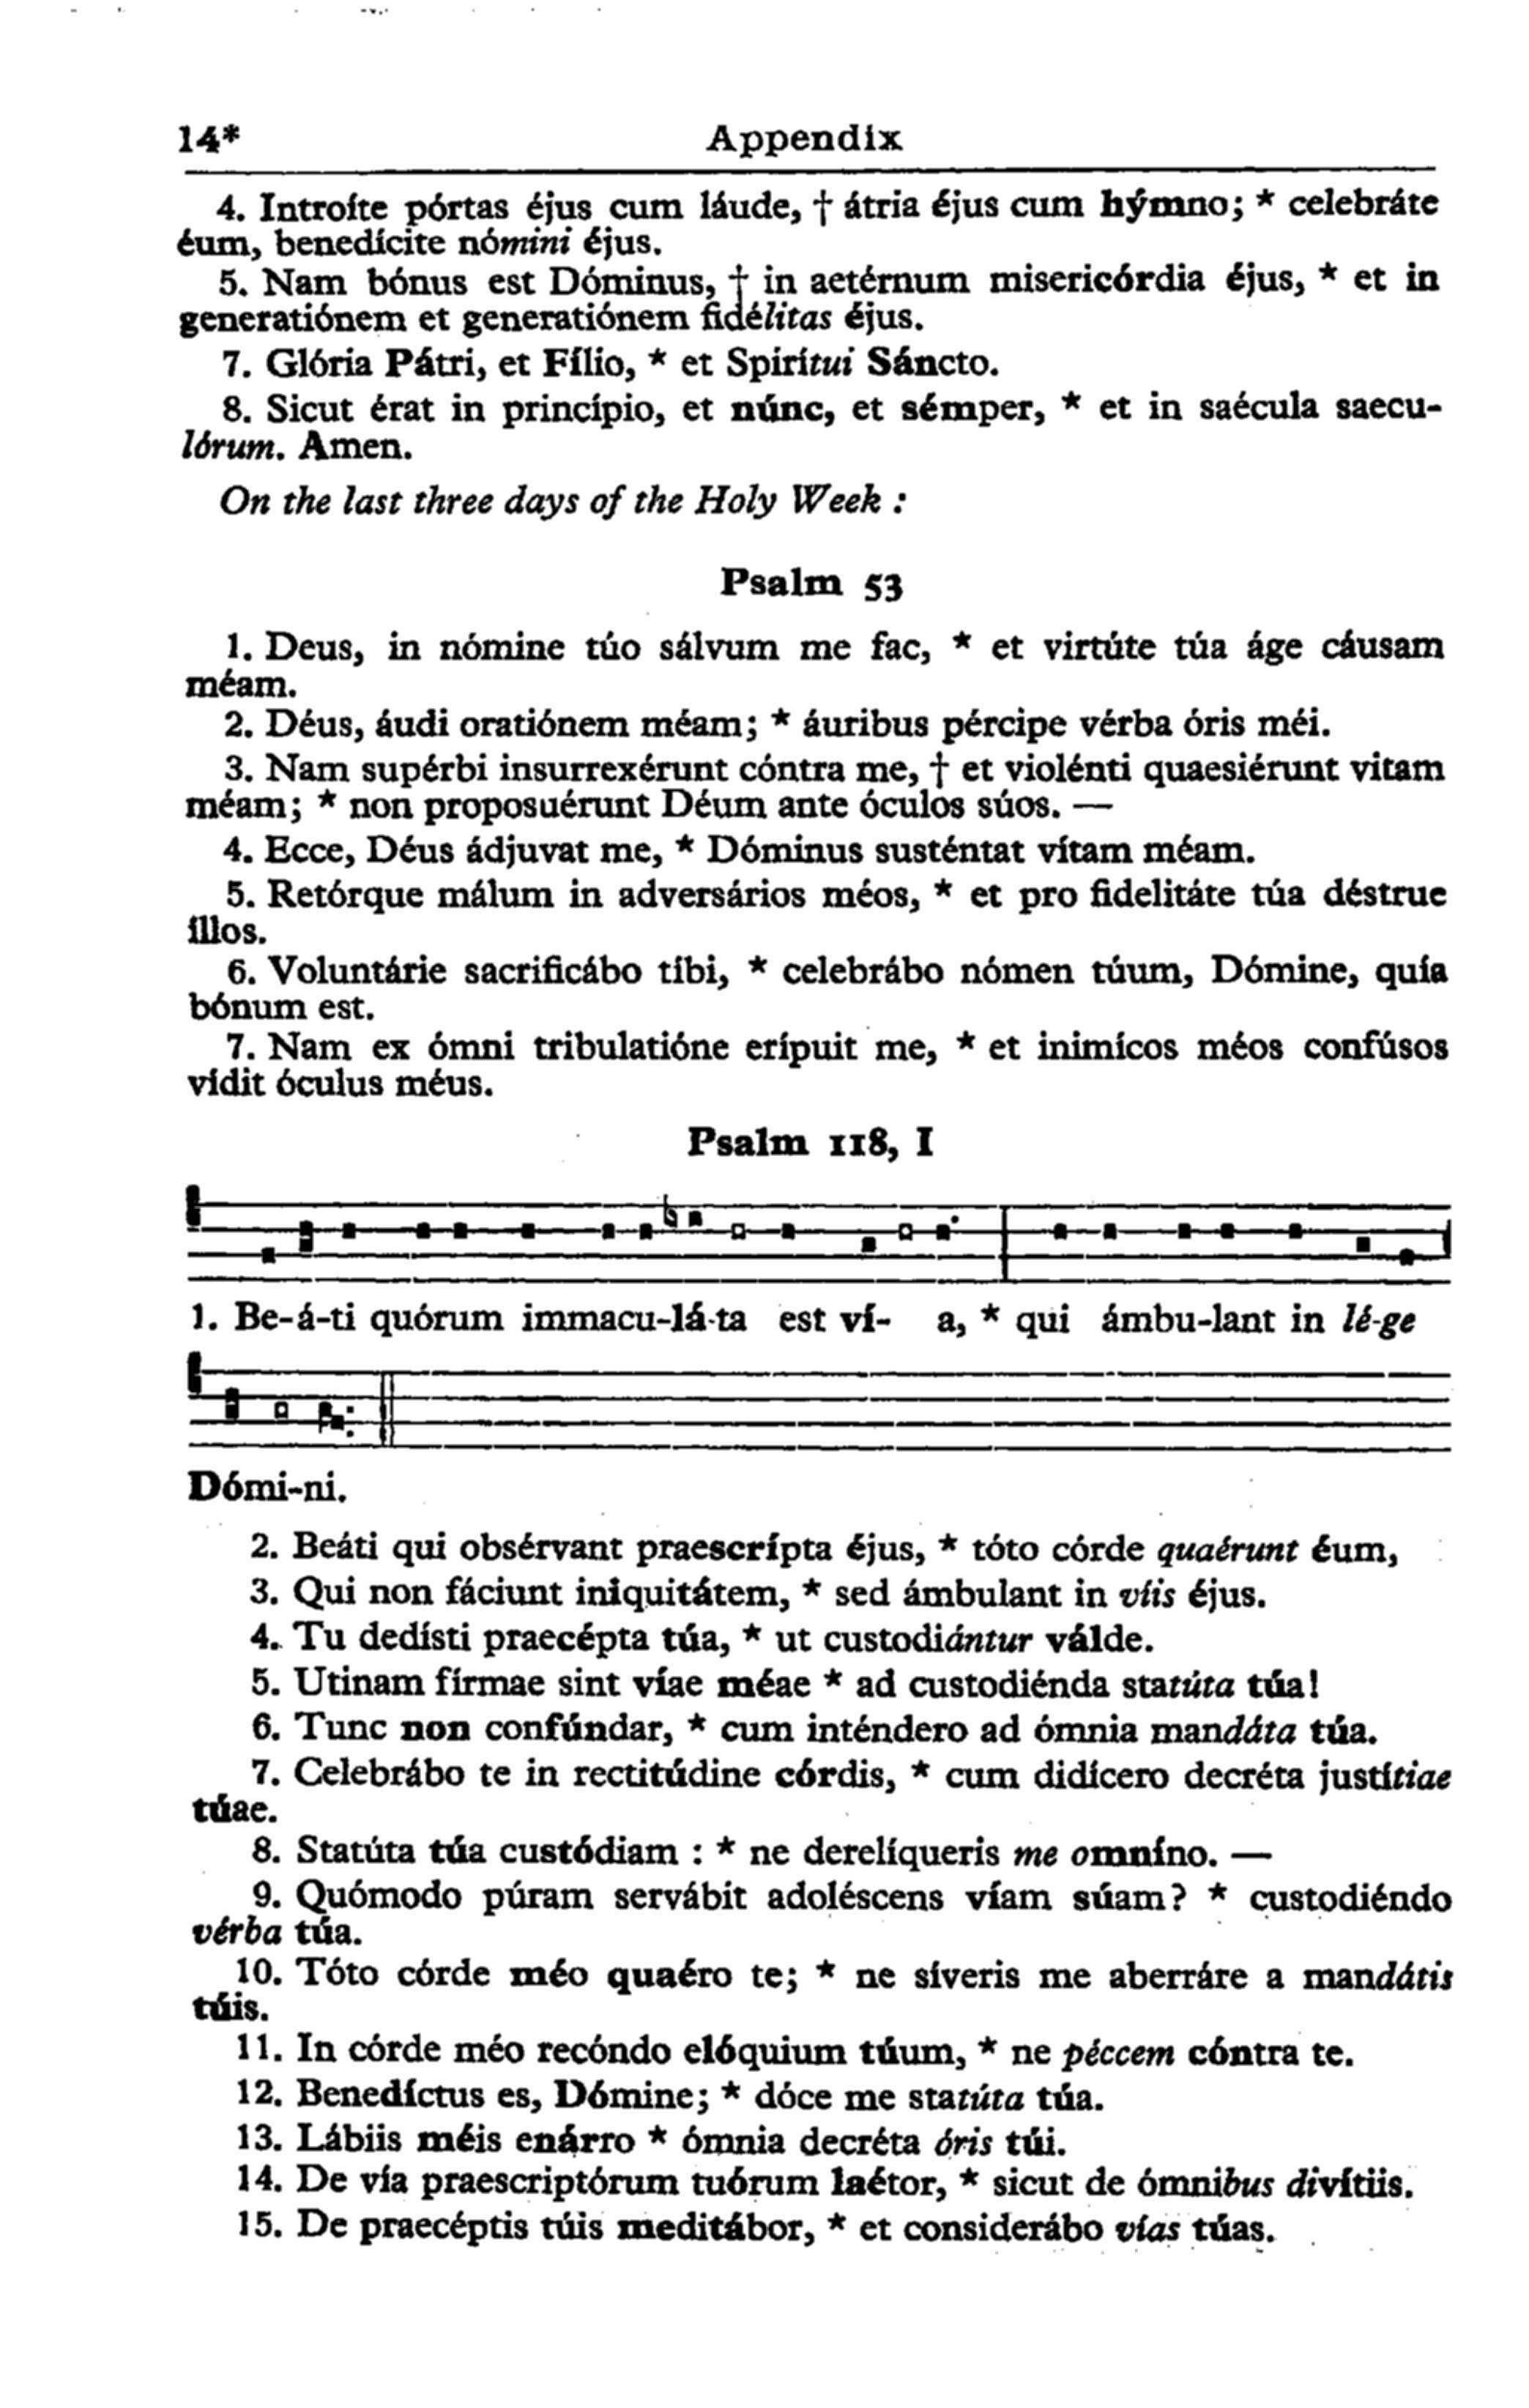 14*
Appendix
4. Introíte pórtas éjus cum láude, † átria éjus cum hýmno; * celebráte
éum, benedícite nómini éjus.
5. Nam bónus est Dóminus, † in aetérnum misericórdia éjus, * et in
generatiónem et generatiónem fidélitas éjus.
7. Glória Pátri, et Fílio, * et Spirítui Sáncto.
8. Sicut érat in princípio, et núnc, et sémper, * et in saécula saecu-
lórum. Amen.
On the last three days of the Holy Week :
Psalm 53
1. Deus, in nómine túo sálvum me fac, * et virtúte túa áge cáusam
méam.
2. Déus, áudi oratiónem méam; * áuribus pércipe vérba óris méi.
3. Nam supérbi insurrexérunt cóntra me, † et violénti quaesiérunt vitam
méam; * non proposuérunt Déum ante óculos súos. —
4. Ecce, Déus ádjuvat me, * Dóminus susténtat vítam méam.
5. Retórque málum in adversários méos, * et pro fidelitáte túa déstrue
íllos.
6. Voluntárie sacrificábo tíbi, * celebrábo nómen túum, Dómine, quía
bónum est.
7. Nam ex ómni tribulatióne erípuit me, * et inimícos méos confúsos
vídit óculus méus.
Psalm 118, I
1. Be-á-ti quórum immacu-lá-ta est ví- a, * qui ámbu-lant in lé-ge
Dómi-ni.
2. Beáti qui obsérvant praescrípta éjus, * tóto córde quaérunt éum,
3. Qui non fáciunt iniquitátem, * sed ámbulant in víis éjus.
4. Tu dedísti praecépta túa, * ut custodiántur válde.
5. Utinam fírmae sint víae méae * ad custodiénda statúta túa!
6. Tunc non confúndar, * cum inténdero ad ómnia mandáta túa.
7. Celebrábo te in rectitúdine córdis, * cum didícero decréta justítiae
túae.
8. Statúta túa custódiam : * ne derelíqueris me omníno. —
9. Quómodo púram servábit adoléscens víam súam? * custodiéndo
vérba túa.
10. Tóto córde méo quaéro te; * ne síveris me aberráre a mandátis
túis.
11. In córde méo recóndo elóquium túum, * ne péccem cóntra te.
12. Benedíctus es, Dómine; * dóce me statúta túa.
13. Lábiis méis enárro * ómnia decréta óris túi.
14. De vía praescriptórum tuórum laétor, * sicut de ómnibus divítiis.
15. De praecéptis túis meditábor, * et considerábo vías túas.